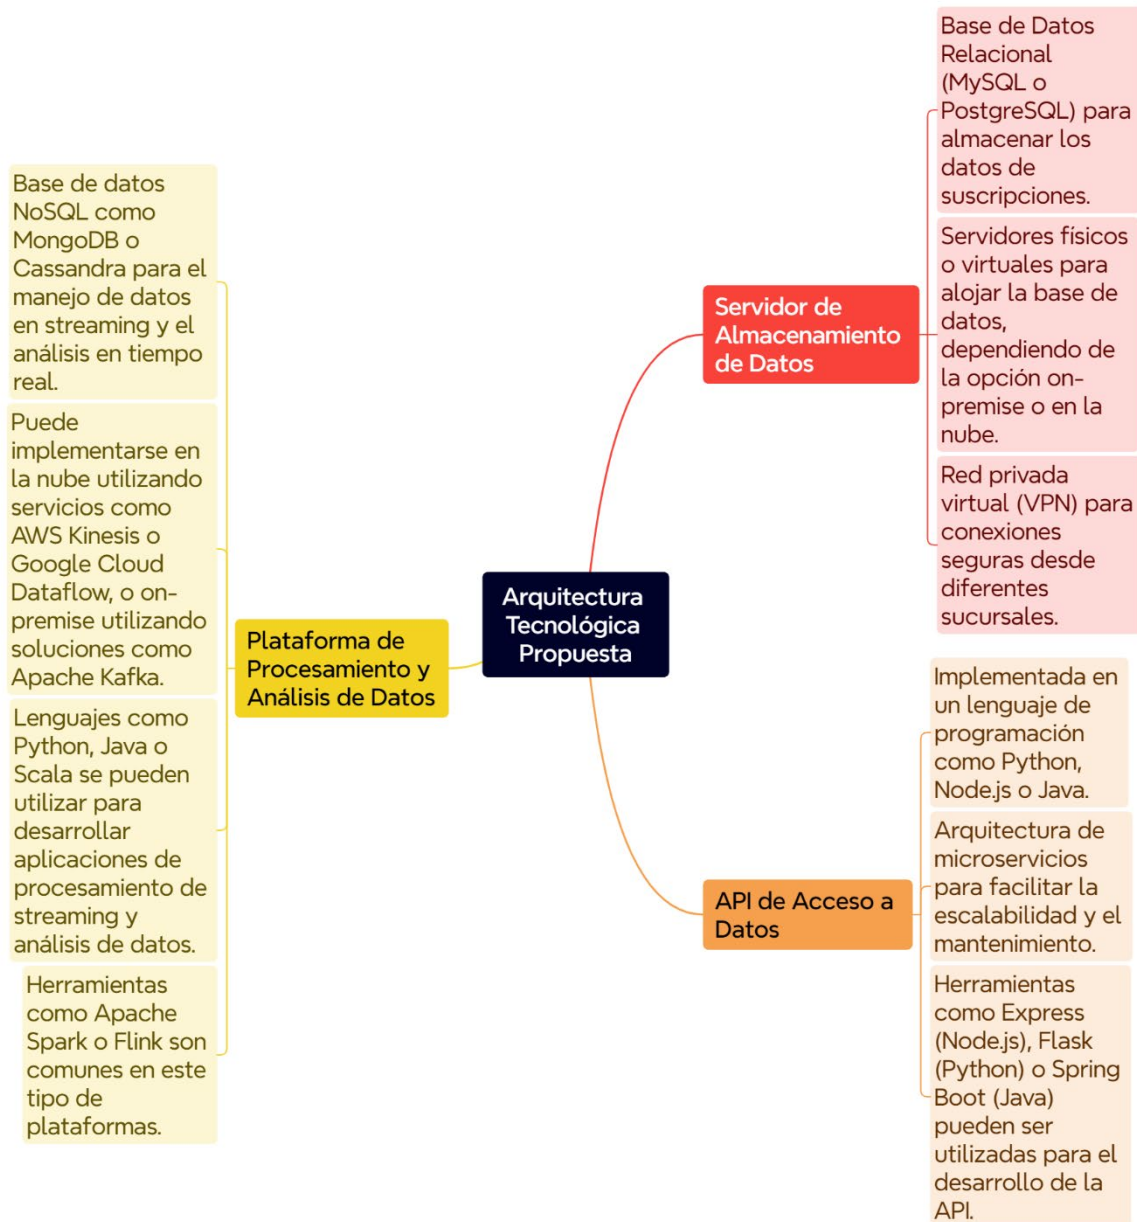 Arquitectura
Tecnológica
Propuesta
Servidor de
Almacenamiento
de Datos
Base de Datos
Relacional
(MySQL o
PostgreSQL) para
almacenar los
datos de
suscripciones.
Servidores físicos
o virtuales para
alojar la base de
datos,
dependiendo de
la opción on-
premise o en la
nube.
Red privada
virtual (VPN) para
conexiones
seguras desde
diferentes
sucursales.
API de Acceso a
Datos
Implementada en
un lenguaje de
programación
como Python,
Node.js o Java.
Arquitectura de
microservicios
para facilitar la
escalabilidad y el
mantenimiento.
Herramientas
como Express
(Node.js), Flask
(Python) o Spring
Boot (Java)
pueden ser
utilizadas para el
desarrollo de la
API.
Plataforma de
Procesamiento y
Análisis de Datos
Base de datos
NoSQL como
MongoDB o
Cassandra para el
manejo de datos
en streaming y el
análisis en tiempo
real.
Puede
implementarse en
la nube utilizando
servicios como
AWS Kinesis o
Google Cloud
Dataflow, o on-
premise utilizando
soluciones como
Apache Kafka.
Lenguajes como
Python, Java o
Scala se pueden
utilizar para
desarrollar
aplicaciones de
procesamiento de
streaming y
análisis de datos.
Herramientas
como Apache
Spark o Flink son
comunes en este
tipo de
plataformas.